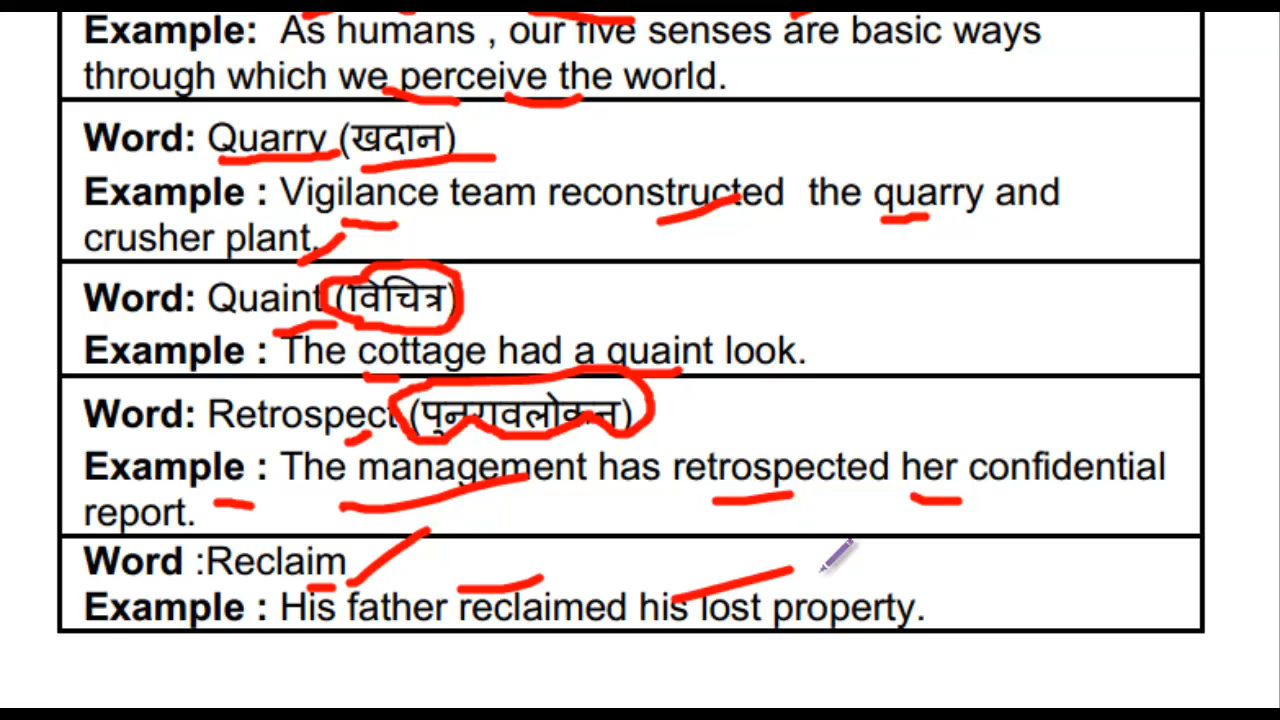 Example: As humans , our five senses are basic ways
through which we perceive the world.
Word: Quarry (खदान)
Example : Vigilance team reconstructed the quarry and
crusher plant.
Word: Quaint (विचित्र)
Example : The cottage had a quaint look.
Word: Retrospect (पुनरावलोकन)
Example : The management has retrospected her confidential
report.
Word :Reclaim
Example : His father reclaimed his lost property.